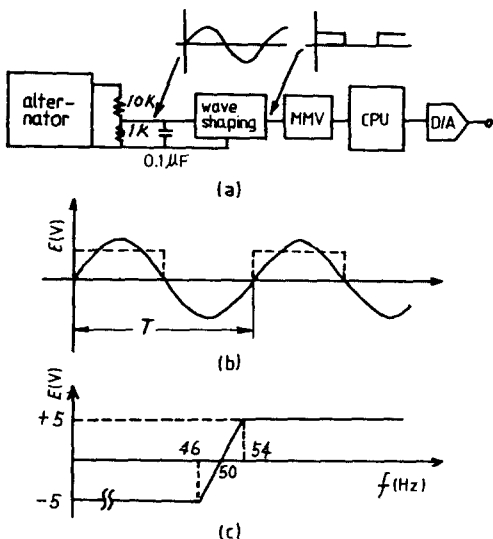 alter-
nator
10K
1K
0.1µF
wave
shaping
MMV
CPU
D/A
(a)
E(V)
T
(b)
E(V)
+5
46
54
50
-5
f(Hz)
(c)